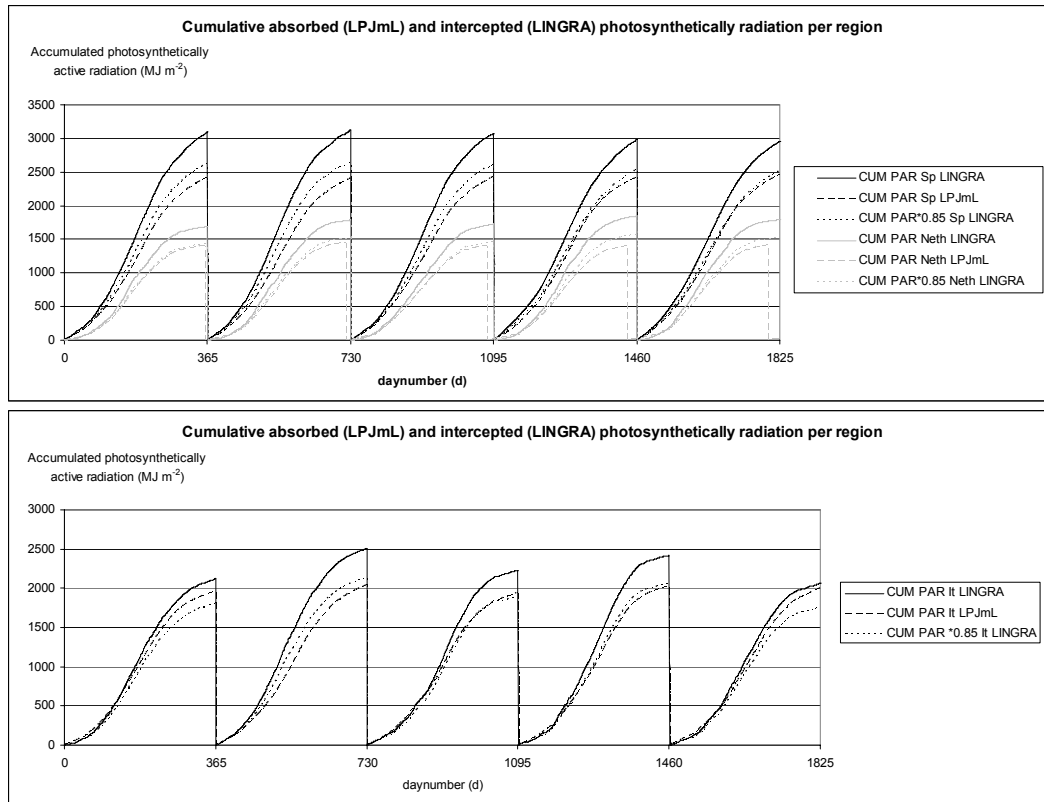 Cumulative absorbed (LPJmL) and intercepted (LINGRA) photosynthetically radiation per region
Accumulated photosynthetically
active radiation (MJ m-2)
3500
3000
2500
2000
1500
1000
500
0
0 365 730 1095 1460 1825
daynumber (d)
CUM PAR Sp LINGRA
CUM PAR Sp LPJmL
CUM PAR*0.85 Sp LINGRA
CUM PAR Neth LINGRA
CUM PAR Neth LPJmL
CUM PAR*0.85 Neth LINGRA
Cumulative absorbed (LPJmL) and intercepted (LINGRA) photosynthetically radiation per region
Accumulated photosynthetically
active radiation (MJ m-2)
3000
2500
2000
1500
1000
500
0
0 365 730 1095 1460 1825
daynumber (d)
CUM PAR It LINGRA
CUM PAR It LPJmL
CUM PAR *0.85 It LINGRA